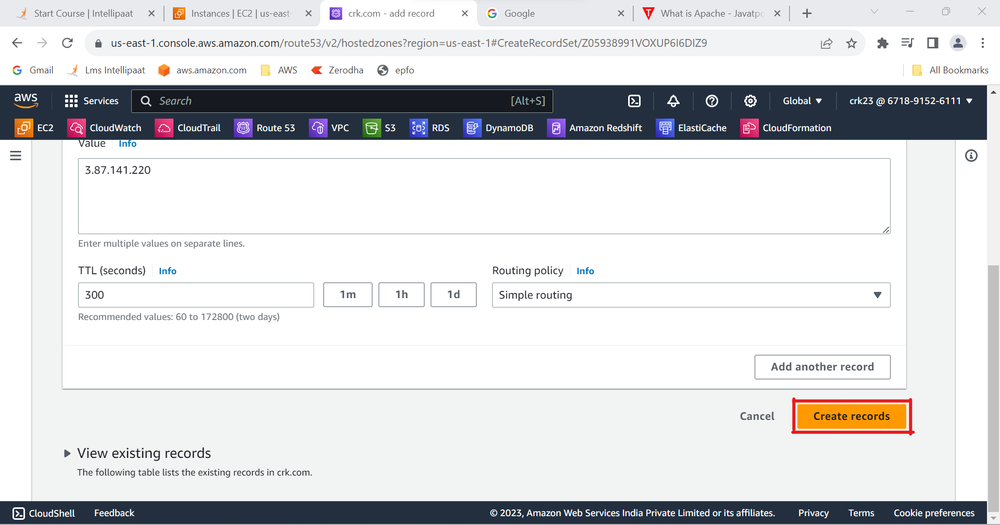 Start Course | Intellipaat
Instances | EC2 | us-east-
crk.com - add record
Google
What is Apache - Javatpo
us-east-1.console.aws.amazon.com/route53/v2/hostedzones?region=us-east-1#CreateRecordSet/Z05938991VOXUP6I6DIZ9
Gmail
Lms Intellipaat
aws.amazon.com
AWS
Zerodha
epfo
All Bookmarks
aws
Services
Search
[Alt+S]
Global
crk23 @ 6718-9152-6111
EC2
CloudWatch
CloudTrail
Route 53
VPC
S3
RDS
DynamoDB
Amazon Redshift
ElastiCache
CloudFormation
Value
Info
3.87.141.220
Enter multiple values on separate lines.
TTL (seconds)
Info
Routing policy
Info
300
1m
1h
1d
Simple routing
Recommended values: 60 to 172800 (two days)
Add another record
Cancel
Create records
View existing records
The following table lists the existing records in crk.com.
CloudShell
Feedback
© 2023, Amazon Web Services India Private Limited or its affiliates.
Privacy
Terms
Cookie preferences